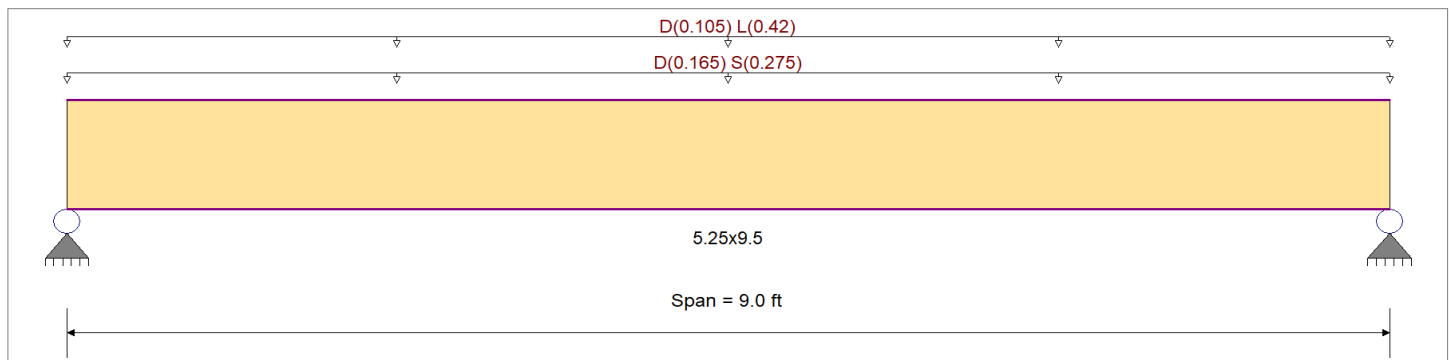 D(0.105) L(0.42)
D(0.165) S(0.275)
5.25x9.5
Span = 9.0 ft